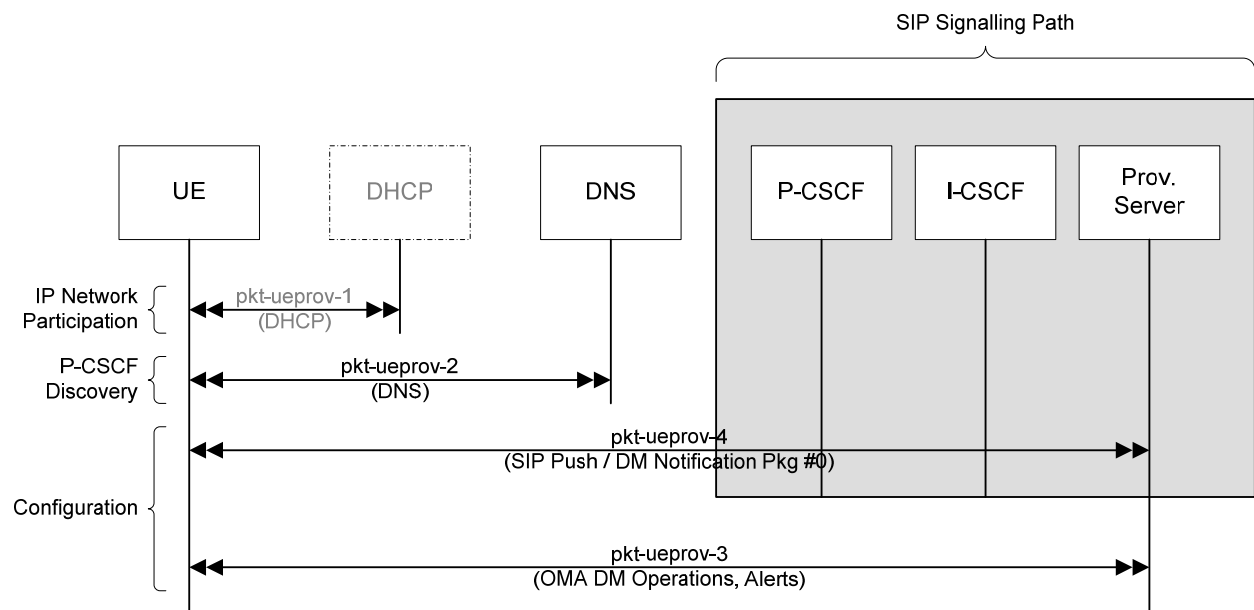 SIP Signalling Path
UE
DHCP
DNS
P-CSCF
I-CSCF
Prov.
Server
IP Network
Participation
pkt-ueprov-1
(DHCP)
P-CSCF
Discovery
pkt-ueprov-2
(DNS)
Configuration
pkt-ueprov-4
(SIP Push / DM Notification Pkg #0)
pkt-ueprov-3
(OMA DM Operations, Alerts)